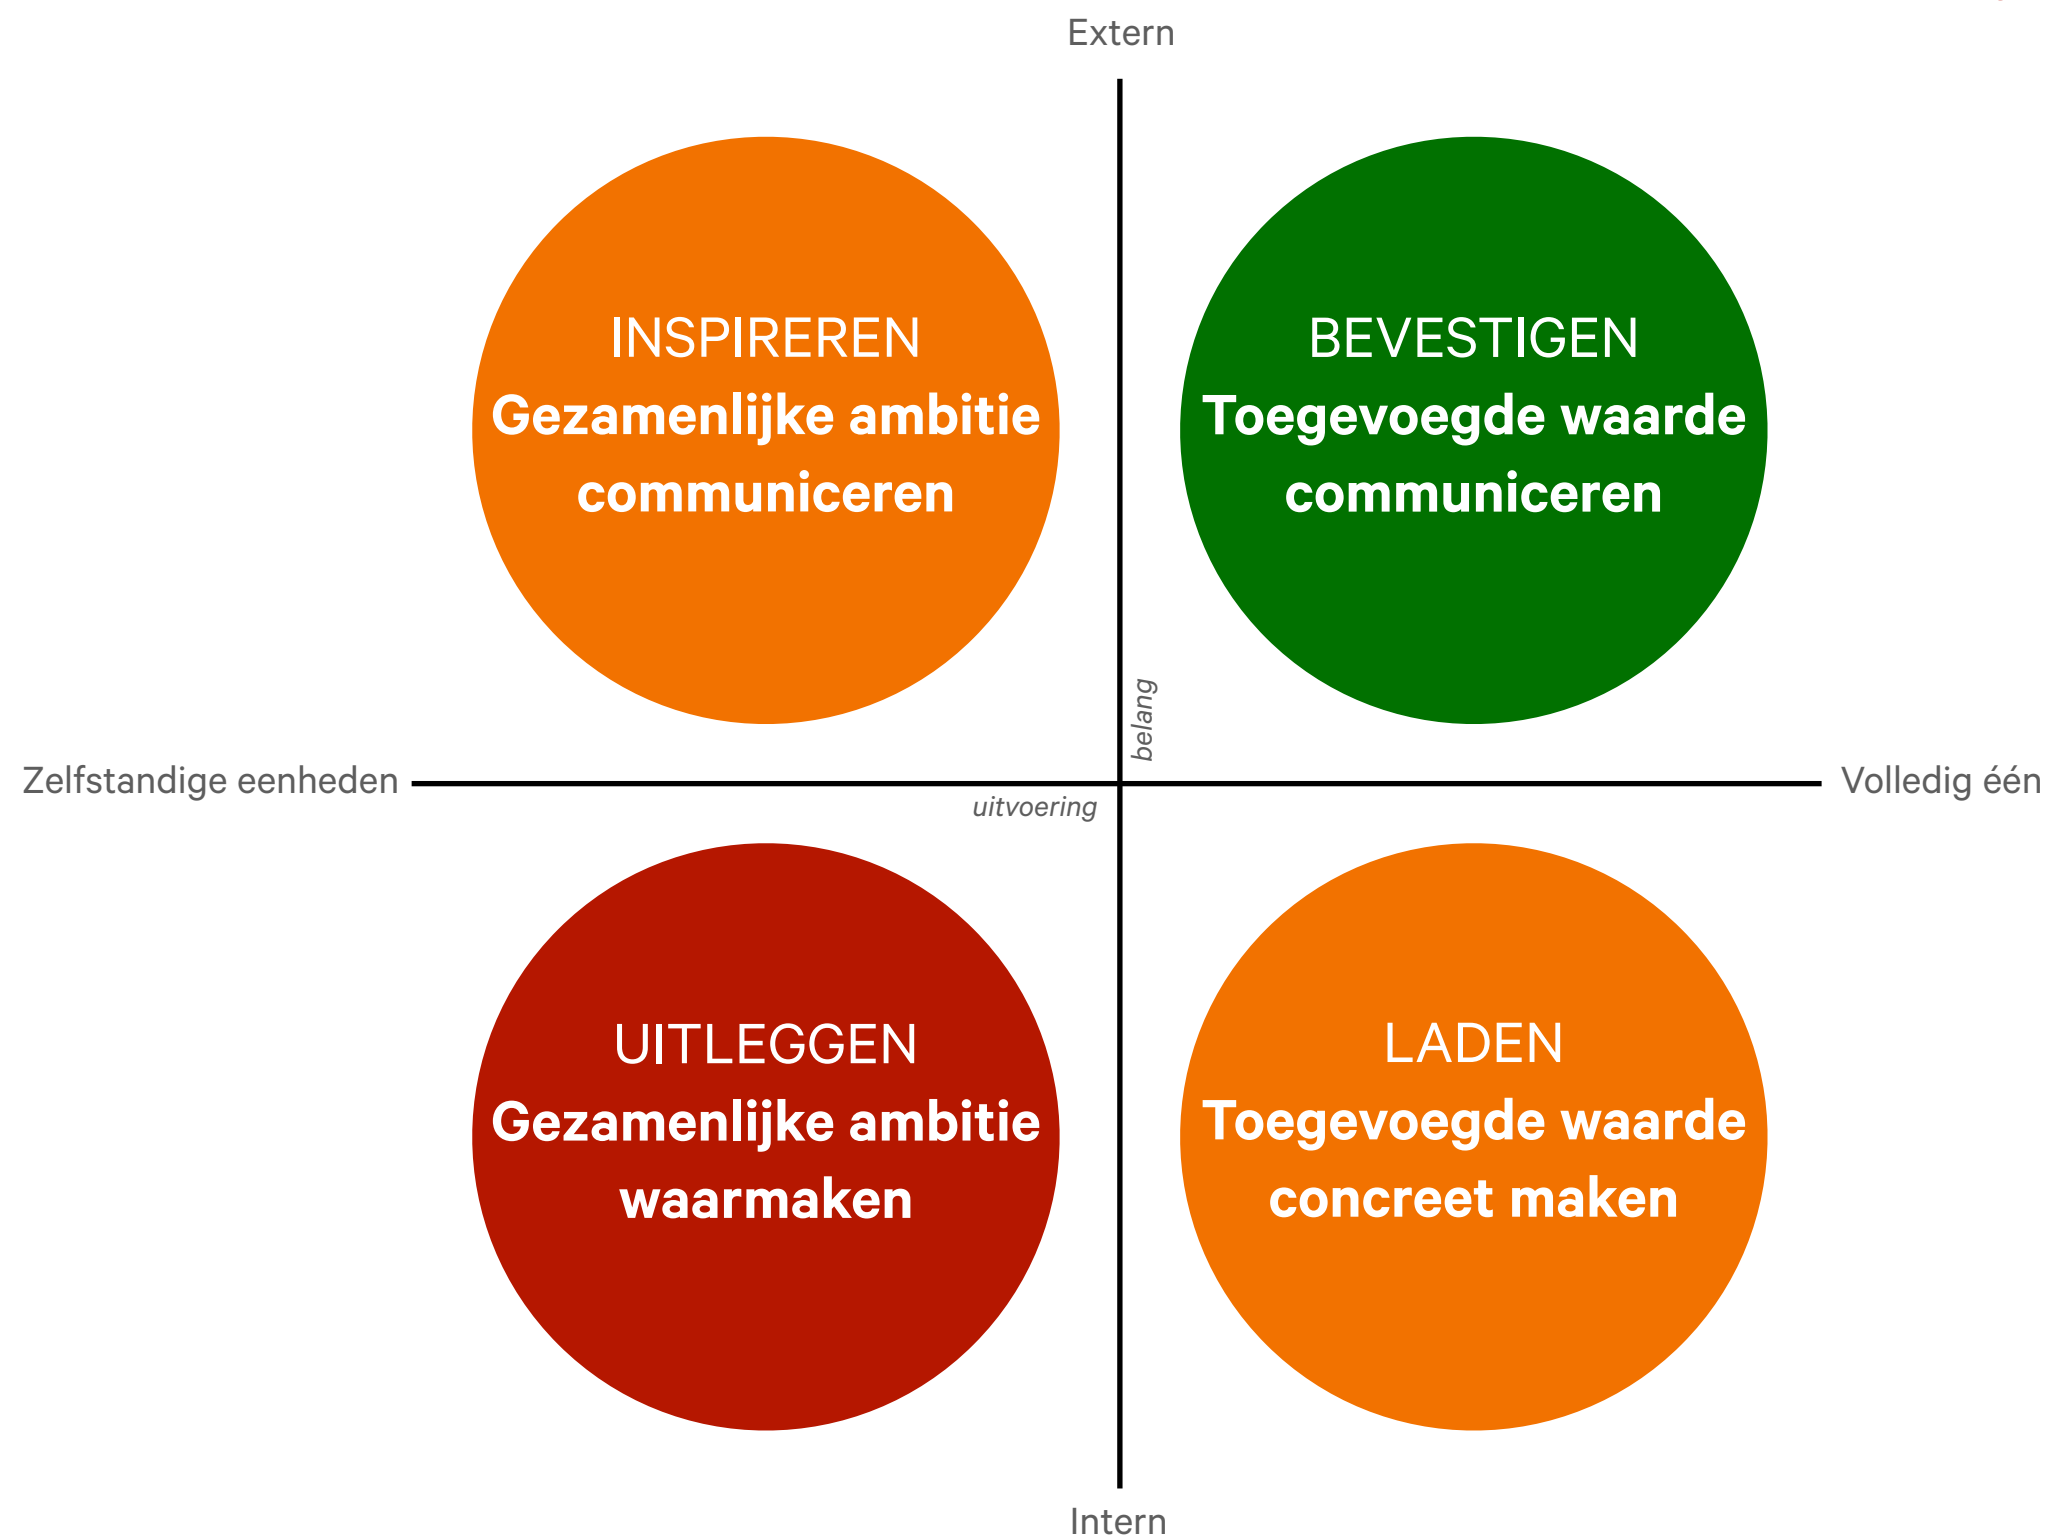 Extern
INSPIREREN
Gezamenlijke ambitie
communiceren
BEVESTIGEN
Toegevoegde waarde
communiceren
belang
Zelfstandige eenheden
Volledig één
uitvoering
UITLEGGEN
Gezamenlijke ambitie
waarmaken
LADEN
Toegevoegde waarde
concreet maken
Intern